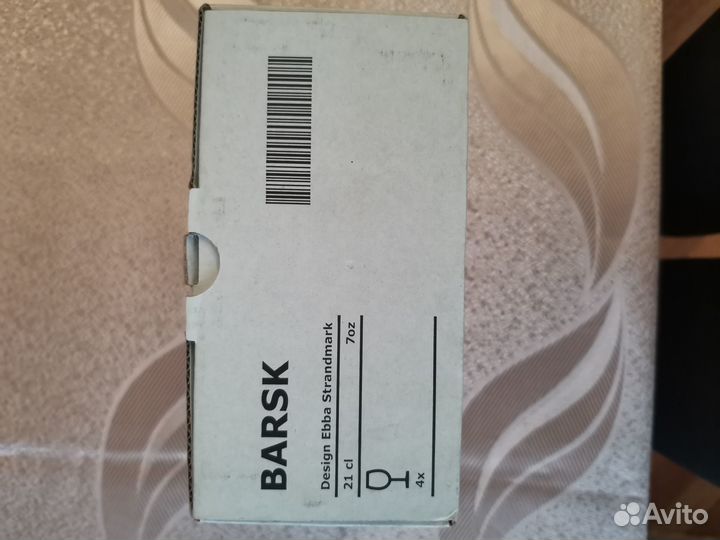 BARSK
Design Ebba Strandmark
21 cl 7oz
4x
Avito